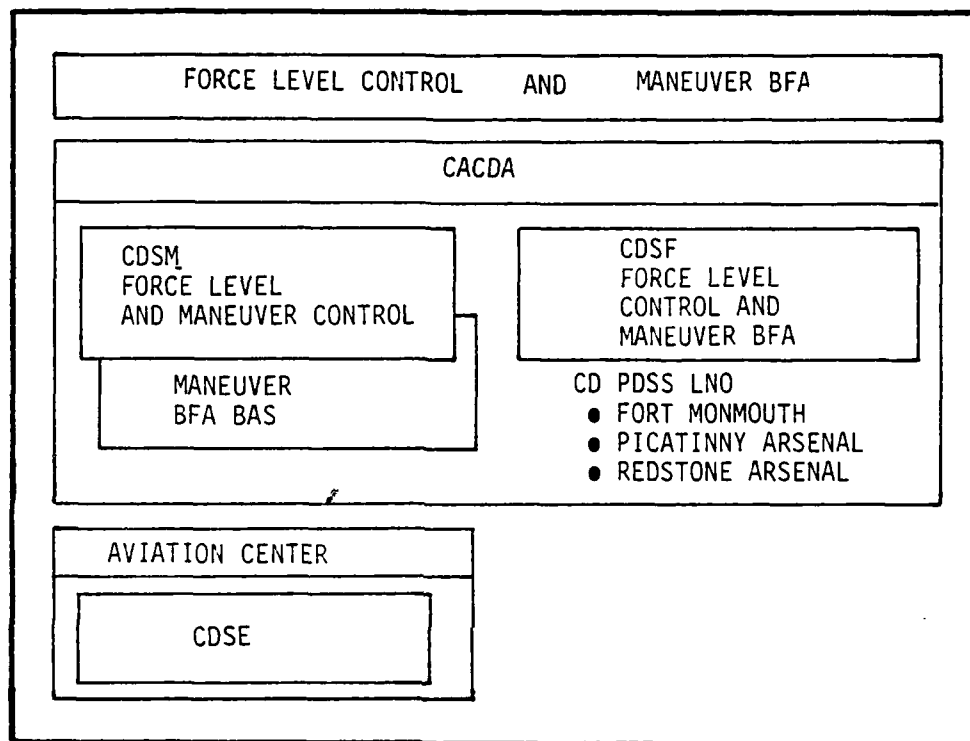 FORCE LEVEL CONTROL AND MANEUVER BFA
CACDA
CDSM
FORCE LEVEL
AND MANEUVER CONTROL
MANEUVER
BFA BAS
CDSF
FORCE LEVEL
CONTROL AND
MANEUVER BFA
CD PDSS LNO
● FORT MONMOUTH
● PICATINNY ARSENAL
● REDSTONE ARSENAL
AVIATION CENTER
CDSE